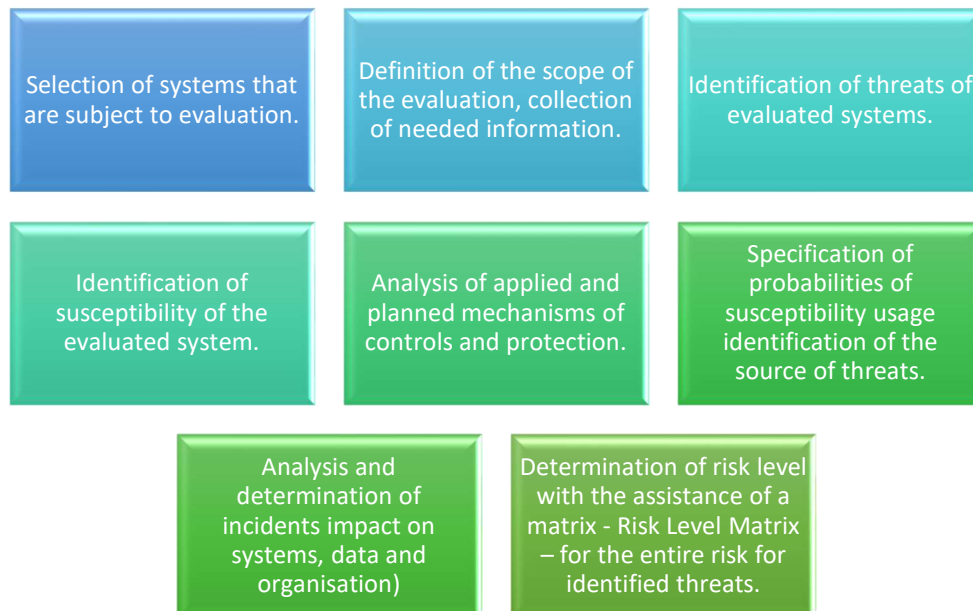 Selection of systems that
are subject to evaluation.
Definition of the scope of
the evaluation, collection
of needed information.
Identification of threats of
evaluated systems.
Identification of
susceptibility of the
evaluated system.
Analysis of applied and
planned mechanisms of
controls and protection.
Specification of
probabilities of
susceptibility usage
identification of the
source of threats.
Analysis and
determination of
incidents impact on
systems, data and
organisation)
Determination of risk level
with the assistance of a
matrix - Risk Level Matrix
– for the entire risk for
identified threats.